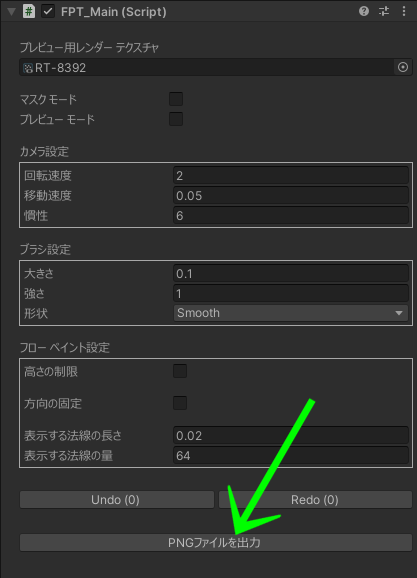 FPT_Main (Script)
プレビュー用レンダー テクスチャ
RT-8392
マスク モード
プレビュー モード
カメラ設定
回転速度 2
移動速度 0.05
慣性 6
ブラシ設定
大きさ 0.1
強さ 1
形状 Smooth
フロー ペイント設定
高さの制限
方向の固定
表示する法線の長さ 0.02
表示する法線の量 64
Undo (0) Redo (0)
PNGファイルを出力